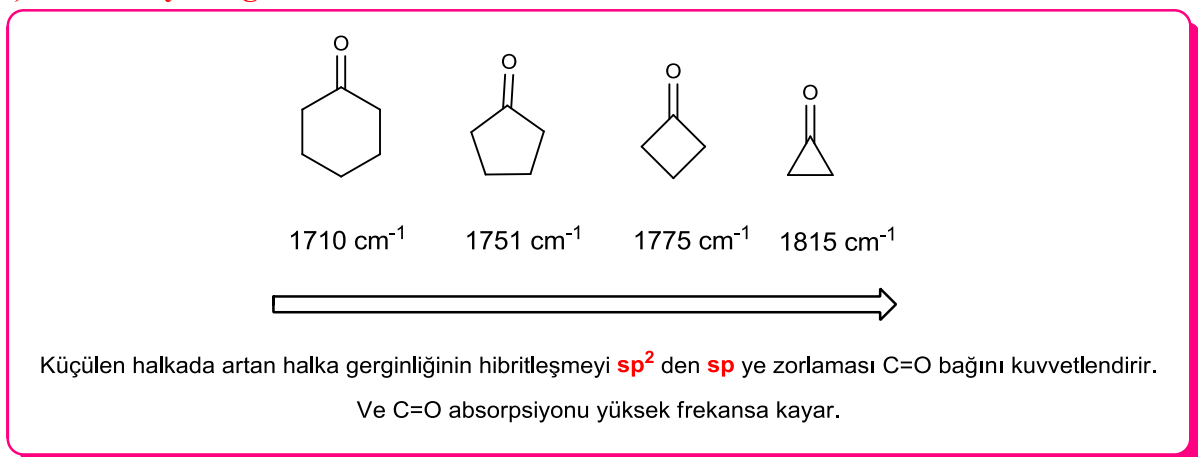 O O O O
1710 cm⁻¹ 1751 cm⁻¹ 1775 cm⁻¹ 1815 cm⁻¹
Küçülen halkada artan halka gerginliğinin hibritleşmeyi sp² den sp ye zorlaması C=O bağını kuvvetlendirir.
Ve C=O absorpsiyonu yüksek frekansa kayar.